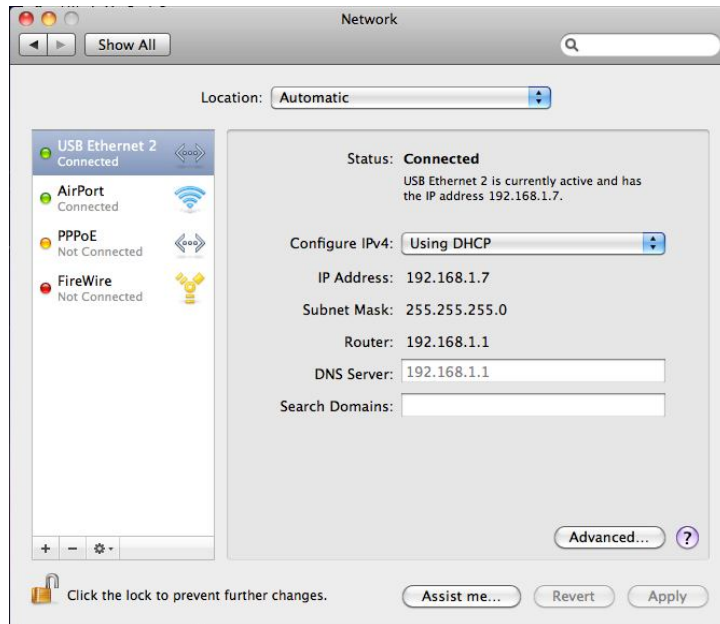 Network
Show All
Location: Automatic
USB Ethernet 2
Connected
AirPort
Connected
PPPoE
Not Connected
FireWire
Not Connected
Status: Connected
USB Ethernet 2 is currently active and has
the IP address 192.168.1.7.
Configure IPv4: Using DHCP
IP Address: 192.168.1.7
Subnet Mask: 255.255.255.0
Router: 192.168.1.1
DNS Server: 192.168.1.1
Search Domains:
Advanced... ?
+ −
Click the lock to prevent further changes.
Assist me... Revert Apply